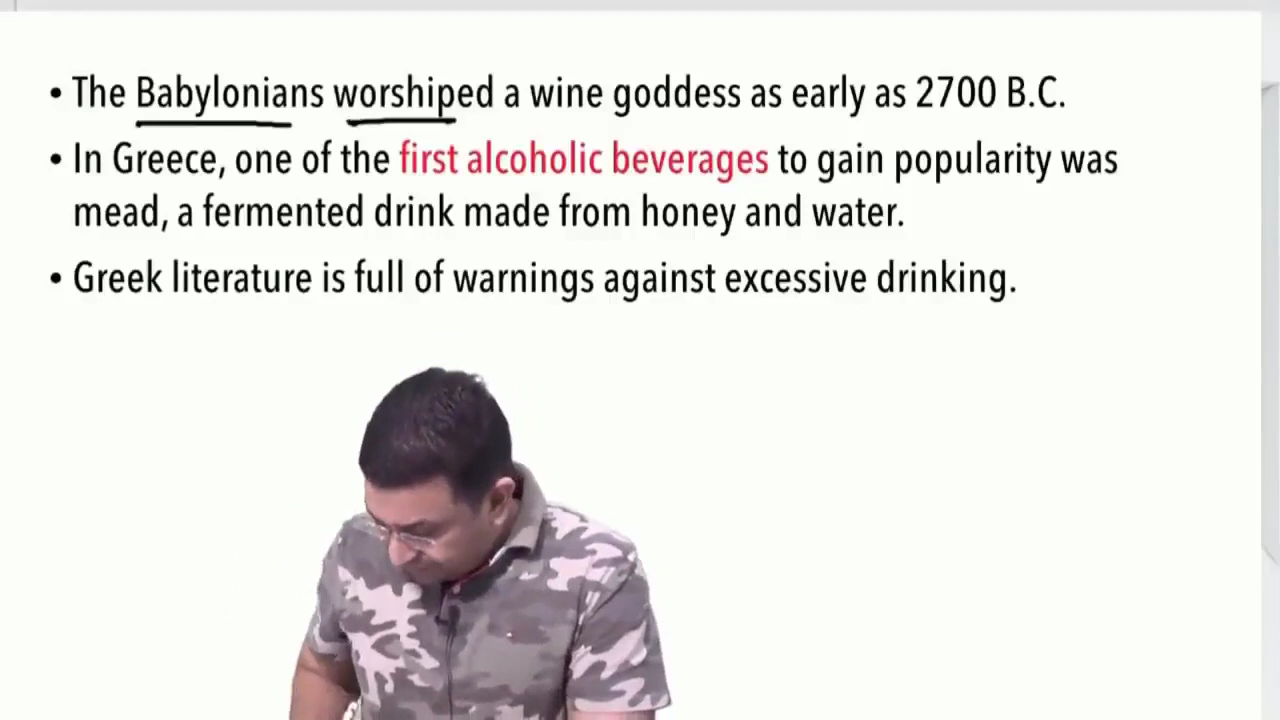 • The Babylonians worshiped a wine goddess as early as 2700 B.C.
• In Greece, one of the first alcoholic beverages to gain popularity was
mead, a fermented drink made from honey and water.
• Greek literature is full of warnings against excessive drinking.